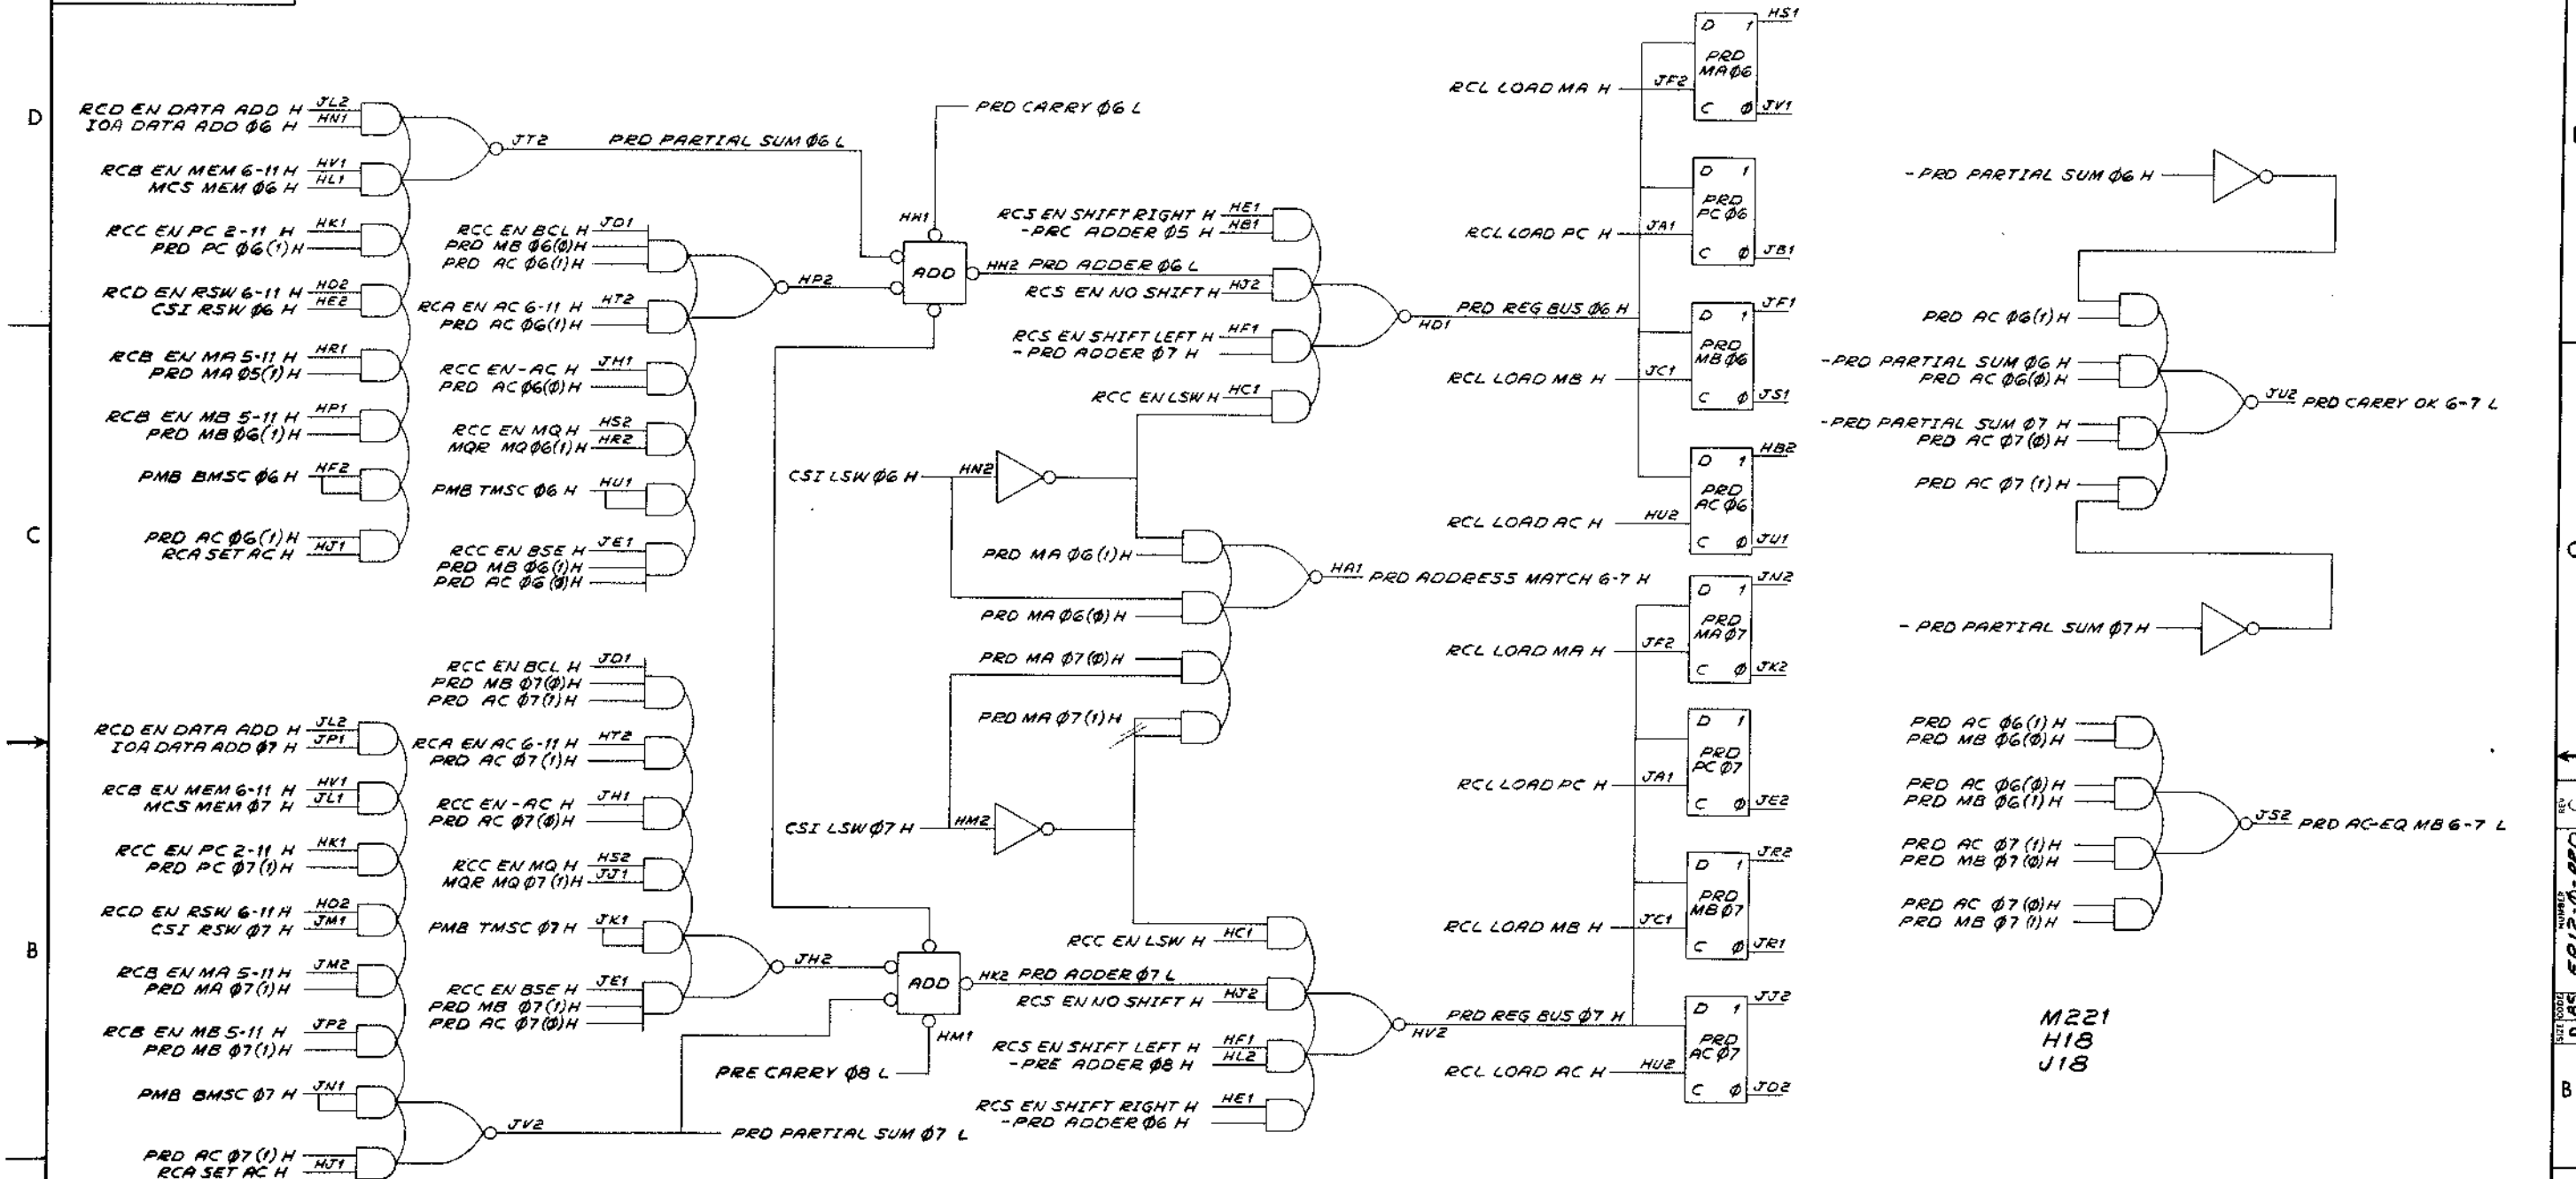 D
RCD EN DATA ADD H JL2
IOA DATA ADD Ø6 H HN1
RCB EN MEM 6-11 H HV1
MCS MEM Ø6 H HL1
RCC EN PC 2-11 H HK1
PRD PC Ø6(1)H
RCD EN RSW 6-11 H HD2
CSI RSW Ø6 H HE2
RCB EN MA 5-11 H HR1
PRD MA Ø5(1)H
RCB EN MB 5-11 H HP1
PRD MB Ø6(1)H
PMB BMSC Ø6 H HF2
C
PRD AC Ø6(1)H
RCA SET AC H HJ1
JT2 PRD PARTIAL SUM Ø6 L
RCC EN BCL H JD1
PRD MB Ø6(Ø)H
PRD AC Ø6(1)H
RCA EN AC 6-11 H HT2
PRD AC Ø6(1)H
RCC EN-AC H JH1
PRD AC Ø6(Ø)H
RCC EN MQ H HS2
MQR MQ Ø6(1)H HR2
PMB TMSC Ø6 H HU1
RCC EN BSE H JE1
PRD MB Ø6(1)H
PRD AC Ø6(Ø)H
HP2
PRD CARRY Ø6 L
HH1
ADD
HH2 PRD ADDER Ø6 L
RCS EN NO SHIFT H HJ2
RCS EN SHIFT RIGHT H HE1
-PRC ADDER Ø5 H HB1
RCS EN SHIFT LEFT H HF1
-PRD ADDER Ø7 H
RCC EN LSW H HC1
HD1 PRD REG BUS Ø6 H
CSI LSW Ø6 H HN2
PRD MA Ø6(1)H
PRD MA Ø6(Ø)H
PRD MA Ø7(Ø)H
PRD MA Ø7(1)H
HA1 PRD ADDRESS MATCH 6-7 H
CSI LSW Ø7 H HM2
RCL LOAD MA H JF2
D 1 HS1
PRD
MA Ø6
C Ø JV1
RCL LOAD PC H JA1
D 1
PRD
PC Ø6
C Ø JB1
RCL LOAD MB H JC1
D 1 JF1
PRD
MB Ø6
C Ø JS1
RCL LOAD AC H HU2
D 1 HB2
PRD
AC Ø6
C Ø JU1
RCL LOAD MA H JF2
D 1 JN2
PRD
MA Ø7
C Ø JK2
RCL LOAD PC H JA1
D 1
PRD
PC Ø7
C Ø JE2
RCL LOAD MB H JC1
D 1 JR2
PRD
MB Ø7
C Ø JR1
RCL LOAD AC H HU2
D 1 JJ2
PRD
AC Ø7
C Ø JD2
RCD EN DATA ADD H JL2
IOA DATA ADD Ø7 H JP1
RCB EN MEM 6-11 H HV1
MCS MEM Ø7 H JL1
RCC EN PC 2-11 H HK1
PRD PC Ø7(1)H
RCD EN RSW 6-11 H HD2
CSI RSW Ø7 H JM1
B
RCB EN MA 5-11 H JM2
PRD MA Ø7(1)H
RCB EN MB 5-11 H JP2
PRD MB Ø7(1)H
PMB BMSC Ø7 H JN1
PRD AC Ø7(1)H
RCA SET AC H HJ1
JV2 PRD PARTIAL SUM Ø7 L
RCC EN BCL H JD1
PRD MB Ø7(Ø)H
PRD AC Ø7(1)H
RCA EN AC 6-11 H HT2
PRD AC Ø7(1)H
RCC EN-AC H JH1
PRD AC Ø7(Ø)H
RCC EN MQ H HS2
MQR MQ Ø7(1)H JJ1
PMB TMSC Ø7 H JK1
RCC EN BSE H JE1
PRD MB Ø7(1)H
PRD AC Ø7(Ø)H
JH2
ADD
HK2 PRD ADDER Ø7 L
HM1
PRE CARRY Ø8 L
RCC EN LSW H HC1
RCS EN NO SHIFT H HJ2
RCS EN SHIFT LEFT H HF1
-PRE ADDER Ø8 H HL2
RCS EN SHIFT RIGHT H HE1
-PRD ADDER Ø6 H
HV2 PRD REG BUS Ø7 H
-PRD PARTIAL SUM Ø6 H
PRD AC Ø6(1)H
-PRD PARTIAL SUM Ø6 H
PRD AC Ø6(Ø)H
-PRD PARTIAL SUM Ø7 H
PRD AC Ø7(Ø)H
PRD AC Ø7(1)H
JU2 PRD CARRY OK 6-7 L
-PRD PARTIAL SUM Ø7 H
PRD AC Ø6(1)H
PRD MB Ø6(Ø)H
PRD AC Ø6(Ø)H
PRD MB Ø6(1)H
PRD AC Ø7(1)H
PRD MB Ø7(Ø)H
PRD AC Ø7(Ø)H
PRD MB Ø7(1)H
JS2 PRD AC-EQ MB 6-7 L
M221
H18
J18
REV
NUMBER
SIZE CODE
B